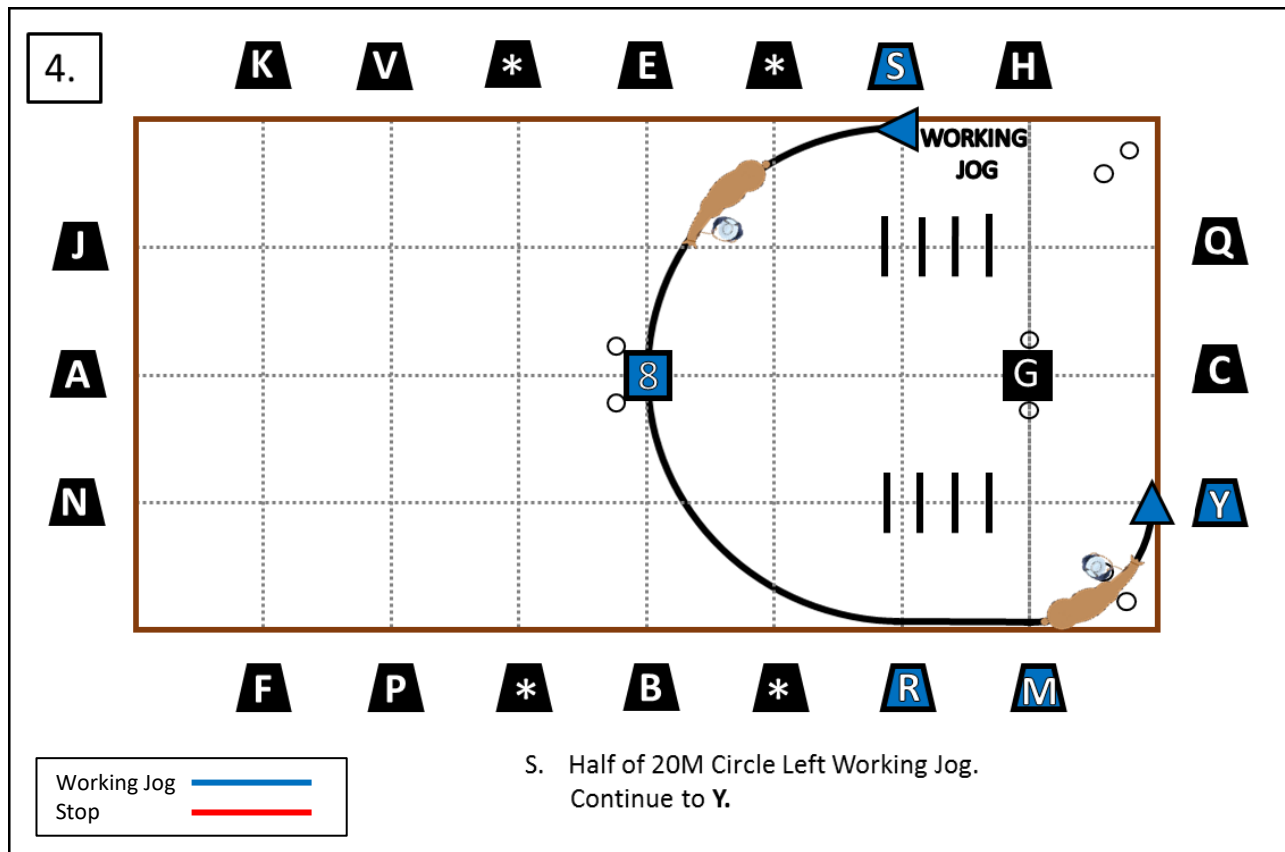 4.
K V * E * S H
WORKING
JOG
J Q
A 8 G C
N Y
F P * B * R M
S. Half of 20M Circle Left Working Jog.
Continue to Y.
Working Jog
Stop